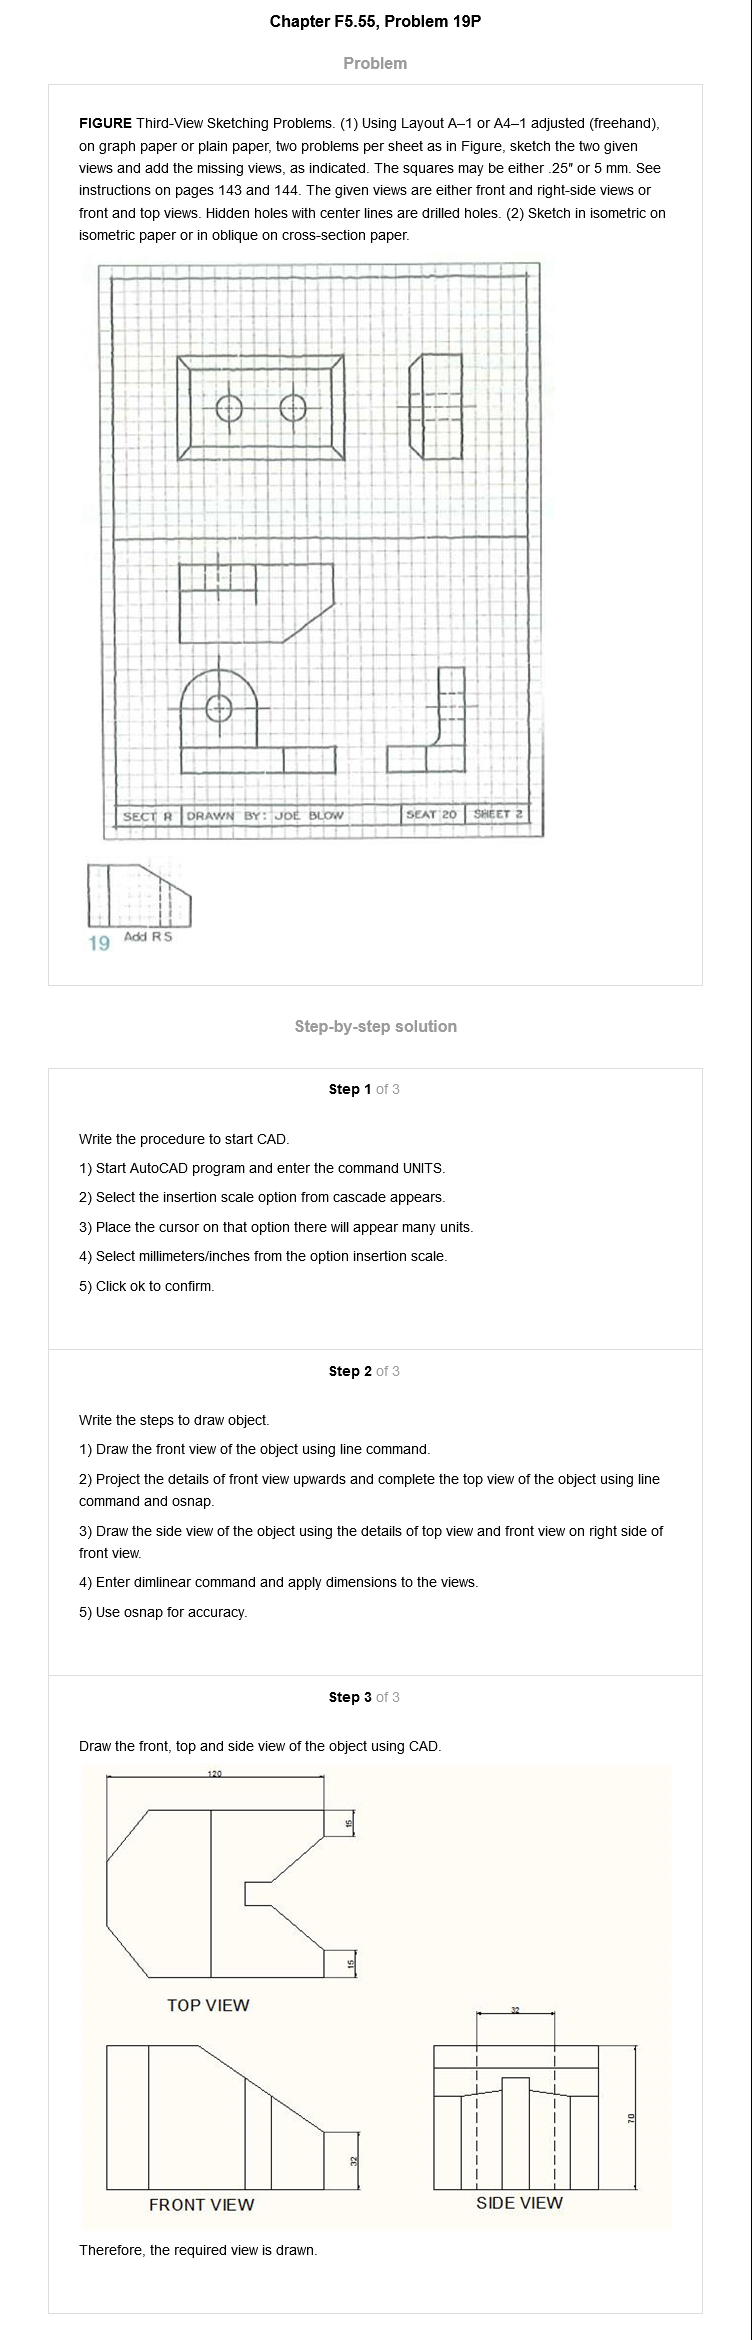 Chapter F5.55, Problem 19P
Problem
FIGURE Third-View Sketching Problems. (1) Using Layout A–1 or A4–1 adjusted (freehand),
on graph paper or plain paper, two problems per sheet as in Figure, sketch the two given
views and add the missing views, as indicated. The squares may be either .25″ or 5 mm. See
instructions on pages 143 and 144. The given views are either front and right-side views or
front and top views. Hidden holes with center lines are drilled holes. (2) Sketch in isometric on
isometric paper or in oblique on cross-section paper.
SECT R DRAWN BY: JOE BLOW SEAT 20 SHEET 2
19 Add RS
Step-by-step solution
Step 1 of 3
Write the procedure to start CAD.
1) Start AutoCAD program and enter the command UNITS.
2) Select the insertion scale option from cascade appears.
3) Place the cursor on that option there will appear many units.
4) Select millimeters/inches from the option insertion scale.
5) Click ok to confirm.
Step 2 of 3
Write the steps to draw object.
1) Draw the front view of the object using line command.
2) Project the details of front view upwards and complete the top view of the object using line
command and osnap.
3) Draw the side view of the object using the details of top view and front view on right side of
front view.
4) Enter dimlinear command and apply dimensions to the views.
5) Use osnap for accuracy.
Step 3 of 3
Draw the front, top and side view of the object using CAD.
120
15
15
TOP VIEW
32
70
32
FRONT VIEW
SIDE VIEW
Therefore, the required view is drawn.